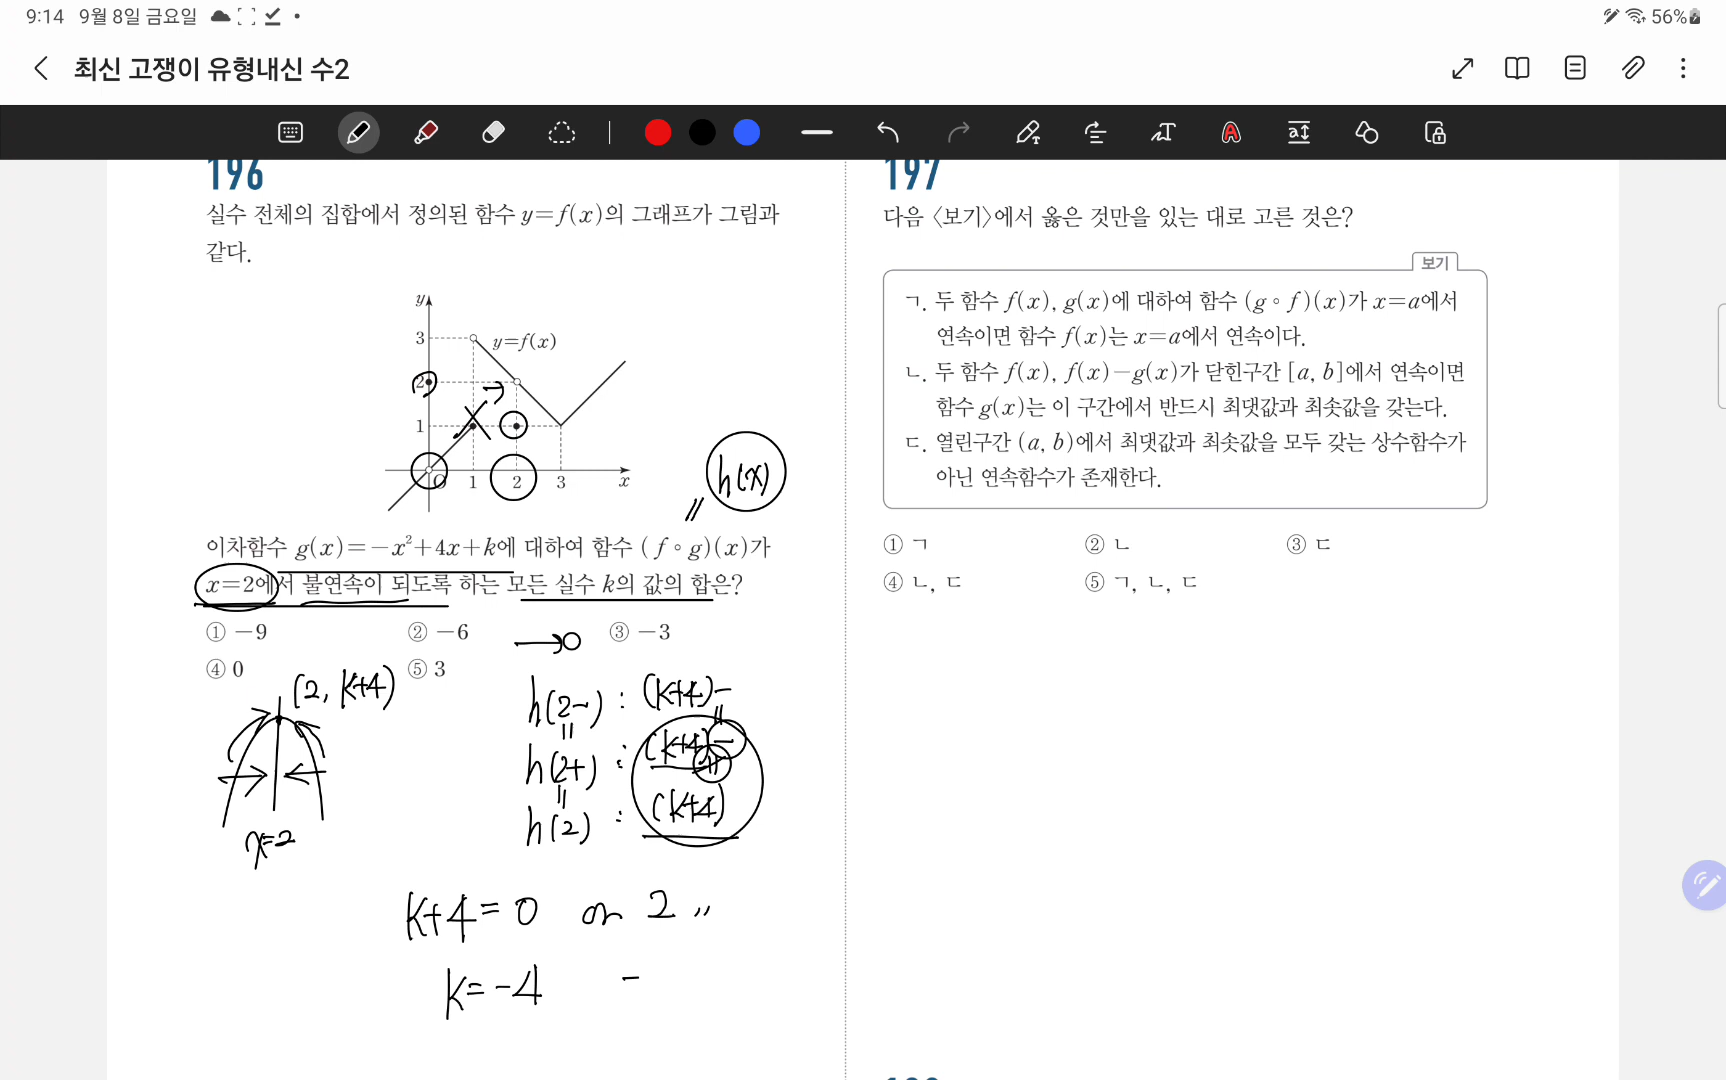 9:14 9월 8일 금요일
56%
최신 고쟁이 유형내신 수2
196
실수 전체의 집합에서 정의된 함수 y=f(x)의 그래프가 그림과
같다.
y
3
y=f(x)
2
1
O 1 2 3 x
h(x)
이차함수 g(x)=-x²+4x+k에 대하여 함수 (f∘g)(x)가
x=2에서 불연속이 되도록 하는 모든 실수 k의 값의 합은?
① -9 ② -6 ③ -3
④ 0 ⑤ 3
→0
(2, k+4)
x=2
h(2-) : (k+4)-
h(2+) : (k+4)-
h(2) : (k+4)
k+4=0 or 2
k=-4 -
197
다음 〈보기〉에서 옳은 것만을 있는 대로 고른 것은?
보기
ㄱ. 두 함수 f(x), g(x)에 대하여 함수 (g∘f)(x)가 x=a에서
연속이면 함수 f(x)는 x=a에서 연속이다.
ㄴ. 두 함수 f(x), f(x)-g(x)가 닫힌구간 [a, b]에서 연속이면
함수 g(x)는 이 구간에서 반드시 최댓값과 최솟값을 갖는다.
ㄷ. 열린구간 (a, b)에서 최댓값과 최솟값을 모두 갖는 상수함수가
아닌 연속함수가 존재한다.
① ㄱ ② ㄴ ③ ㄷ
④ ㄴ, ㄷ ⑤ ㄱ, ㄴ, ㄷ